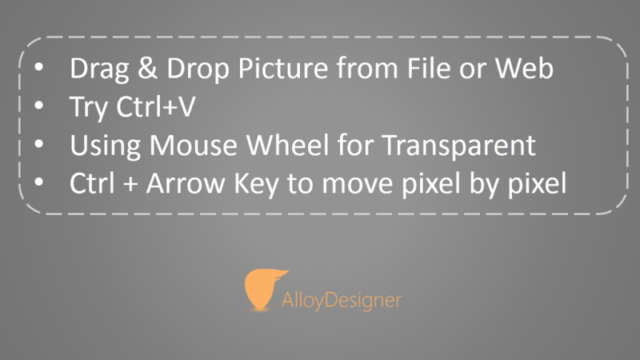 • Drag & Drop Picture from File or Web
• Try Ctrl+V
• Using Mouse Wheel for Transparent
• Ctrl + Arrow Key to move pixel by pixel
AlloyDesigner